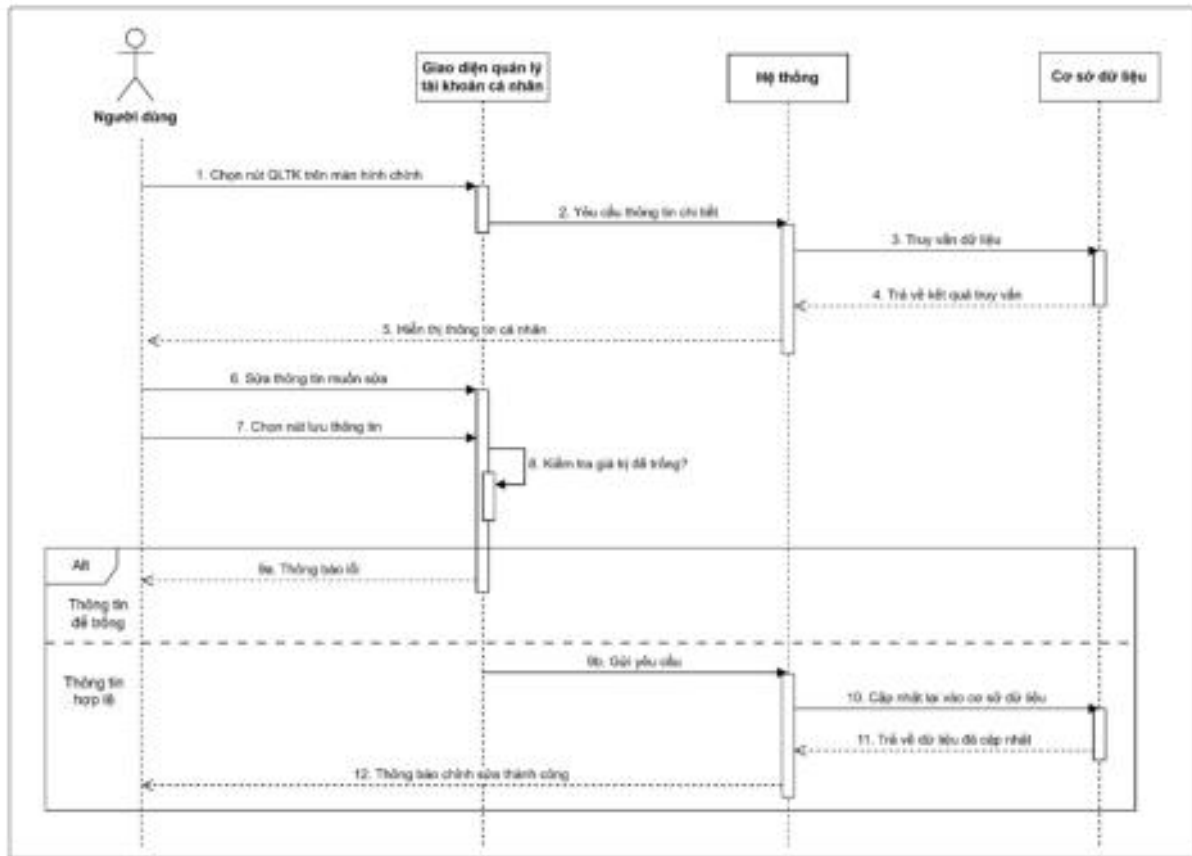 Người dùng
Giao diện quản lý
tài khoản cá nhân
Hệ thống
Cơ sở dữ liệu
1. Chọn nút QLTK trên màn hình chính
2. Yêu cầu thông tin chi tiết
3. Truy vấn dữ liệu
4. Trả về kết quả truy vấn
5. Hiển thị thông tin cá nhân
6. Sửa thông tin muốn sửa
7. Chọn nút lưu thông tin
8. Kiểm tra giá trị để trống?
Alt
9a. Thông báo lỗi
Thông tin
để trống
9b. Gửi yêu cầu
Thông tin
hợp lệ
10. Cập nhật lại vào cơ sở dữ liệu
11. Trả về dữ liệu đã cập nhật
12. Thông báo chỉnh sửa thành công